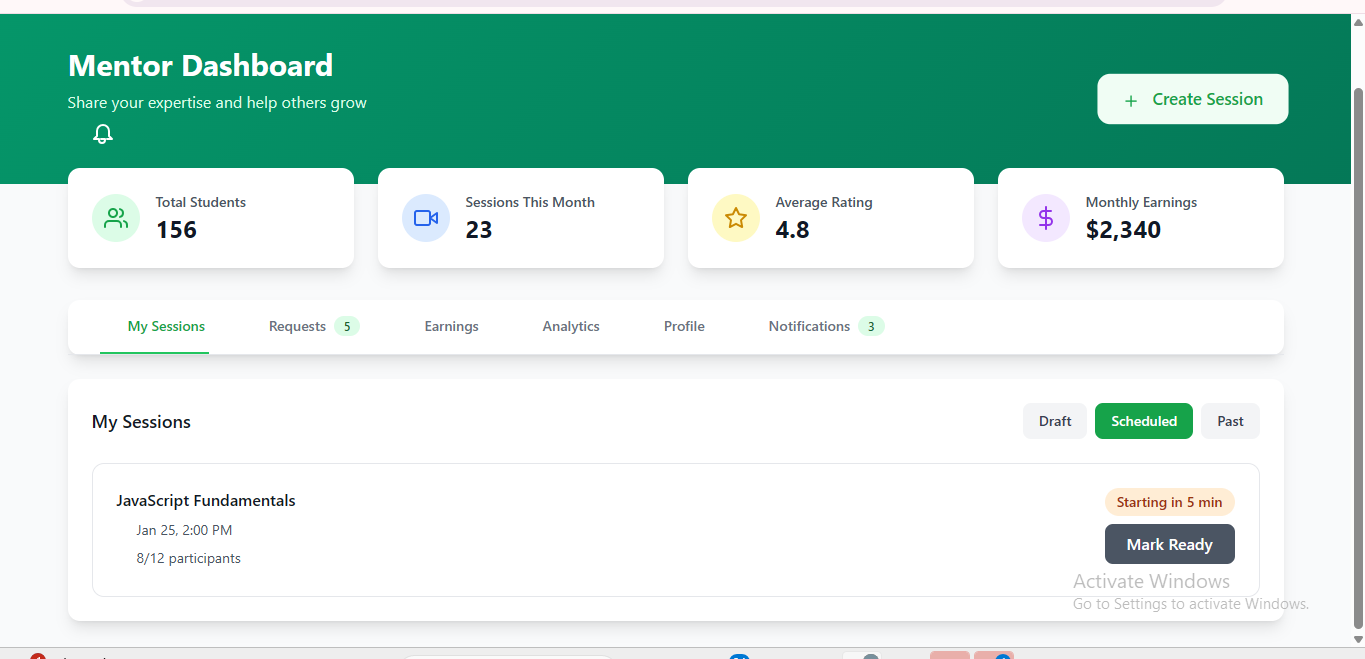 Mentor Dashboard
Share your expertise and help others grow
+ Create Session
Total Students
156
Sessions This Month
23
Average Rating
4.8
Monthly Earnings
$2,340
My Sessions
Requests 5
Earnings
Analytics
Profile
Notifications 3
My Sessions
Draft
Scheduled
Past
JavaScript Fundamentals
Jan 25, 2:00 PM
8/12 participants
Starting in 5 min
Mark Ready
Activate Windows
Go to Settings to activate Windows.